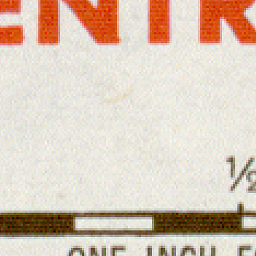 ENTR
½
ONE INCH